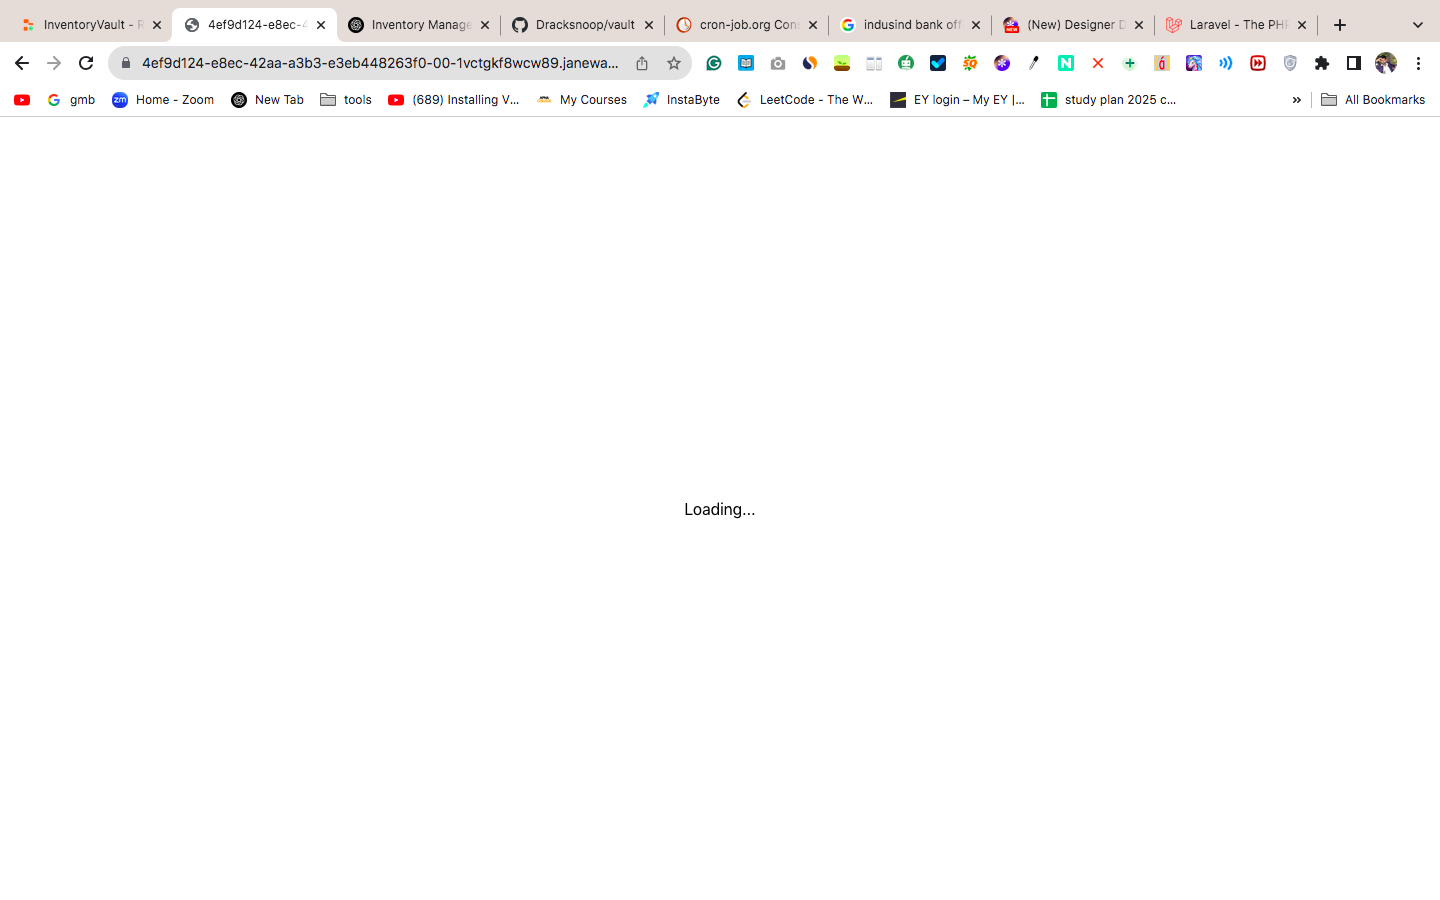 InventoryVault - R
4ef9d124-e8ec-4
Inventory Manage
Dracksnoop/vault
cron-job.org Cons
indusind bank off
(New) Designer D
Laravel - The PHP
4ef9d124-e8ec-42aa-a3b3-e3eb448263f0-00-1vctgkf8wcw89.janewa...
gmb
Home - Zoom
New Tab
tools
(689) Installing V...
My Courses
InstaByte
LeetCode - The W...
EY login – My EY |...
study plan 2025 c...
»
All Bookmarks
Loading...